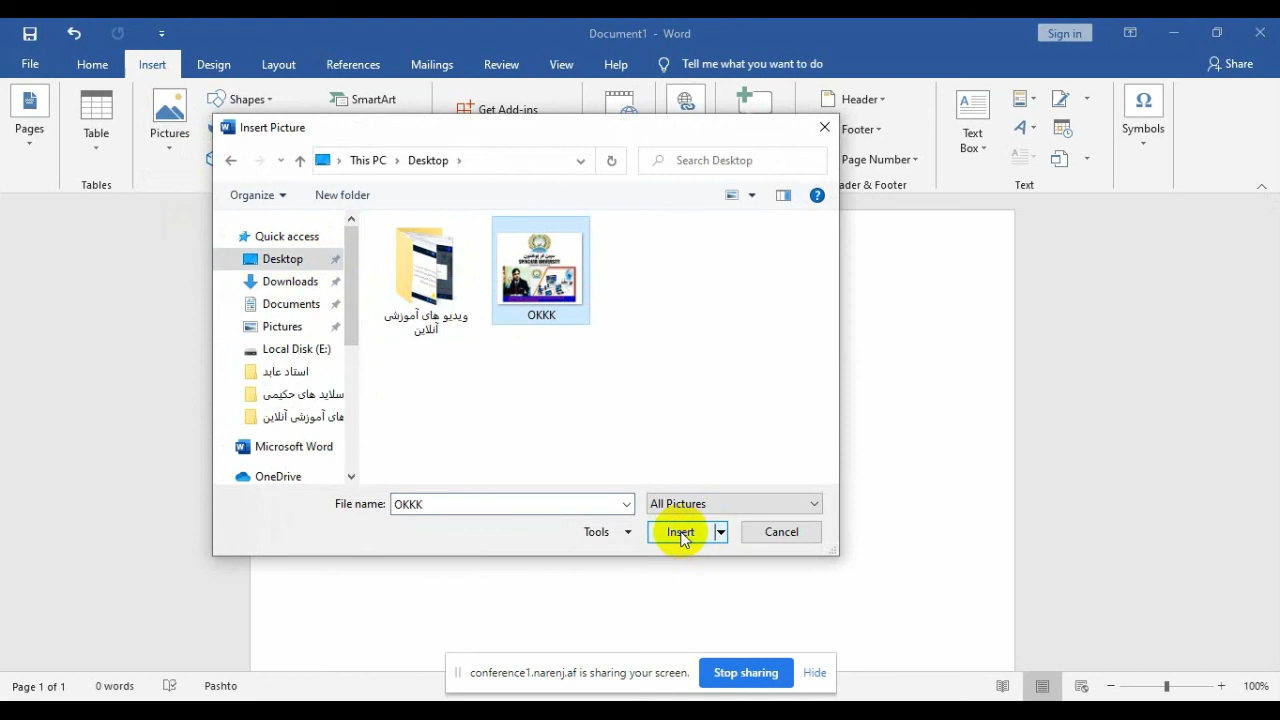 Document1 - Word
Sign in
File
Home
Insert
Design
Layout
References
Mailings
Review
View
Help
Tell me what you want to do
Share
Pages
Table
Tables
Pictures
Shapes
SmartArt
Get Add-ins
Header
Footer
Page Number
Text
Box
Symbols
Text
Insert Picture
This PC
Desktop
Search Desktop
Organize
New folder
Quick access
Desktop
Downloads
Documents
Pictures
Local Disk (E:)
استاد عابد
سلاید های حکیمی
های آموزشی آنلاین
Microsoft Word
OneDrive
ویدیو های آموزشی
آنلاین
سپین غر پوهنتون
SPINGHAR UNIVERSITY
OKKK
File name:
OKKK
All Pictures
Tools
Insert
Cancel
conference1.narenj.af is sharing your screen.
Stop sharing
Hide
Page 1 of 1
0 words
Pashto
100%